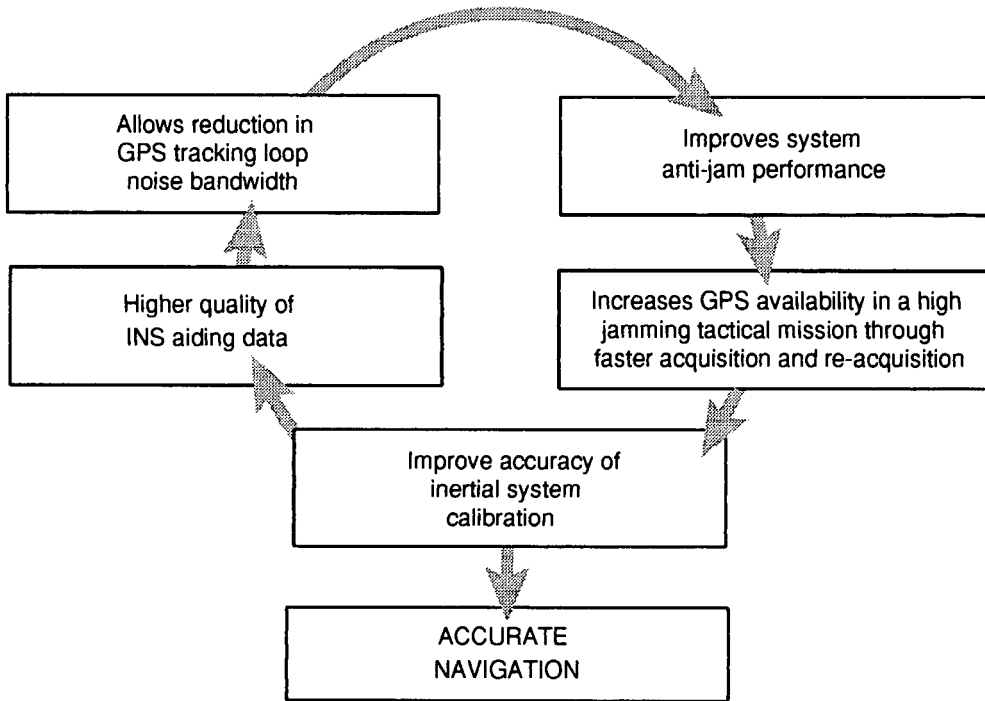 Allows reduction in
GPS tracking loop
noise bandwidth
Improves system
anti-jam performance
Higher quality of
INS aiding data
Increases GPS availability in a high
jamming tactical mission through
faster acquisition and re-acquisition
Improve accuracy of
inertial system
calibration
ACCURATE
NAVIGATION